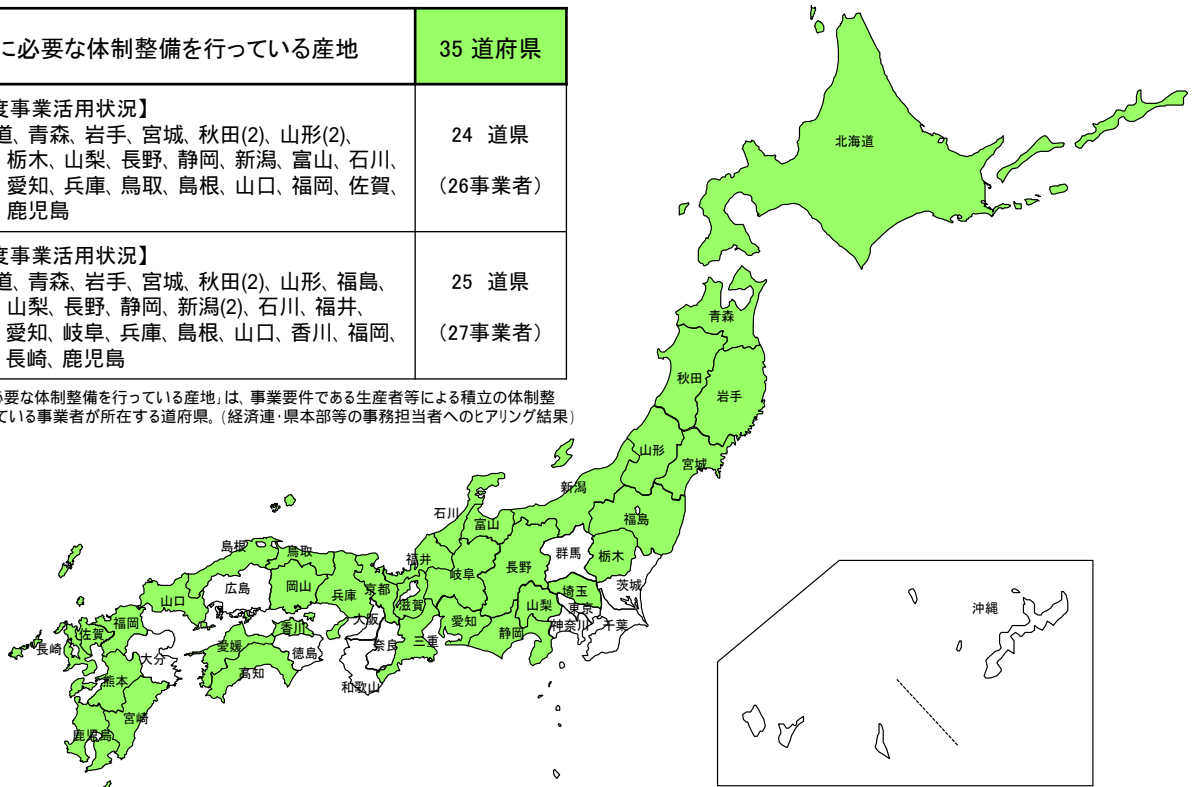 に必要な体制整備を行っている産地
35 道府県
度事業活用状況】
道、青森、岩手、宮城、秋田(2)、山形(2)、
栃木、山梨、長野、静岡、新潟、富山、石川、
愛知、兵庫、鳥取、島根、山口、福岡、佐賀、
鹿児島
24 道県
(26事業者)
度事業活用状況】
道、青森、岩手、宮城、秋田(2)、山形、福島、
山梨、長野、静岡、新潟(2)、石川、福井、
愛知、岐阜、兵庫、島根、山口、香川、福岡、
長崎、鹿児島
25 道県
(27事業者)
必要な体制整備を行っている産地」は、事業要件である生産者等による積立の体制整
ている事業者が所在する道府県。(経済連・県本部等の事務担当者へのヒアリング結果)
北海道
青森
秋田
岩手
山形
宮城
新潟
福島
石川
富山
群馬
栃木
島根
鳥取
福井
岐阜
長野
茨城
広島
岡山
兵庫
京都
滋賀
埼玉
山口
山梨
東京
沖縄
福岡
香川
大阪
愛知
静岡
神奈川
千葉
佐賀
愛媛
徳島
奈良
三重
長崎
大分
高知
和歌山
熊本
宮崎
鹿児島